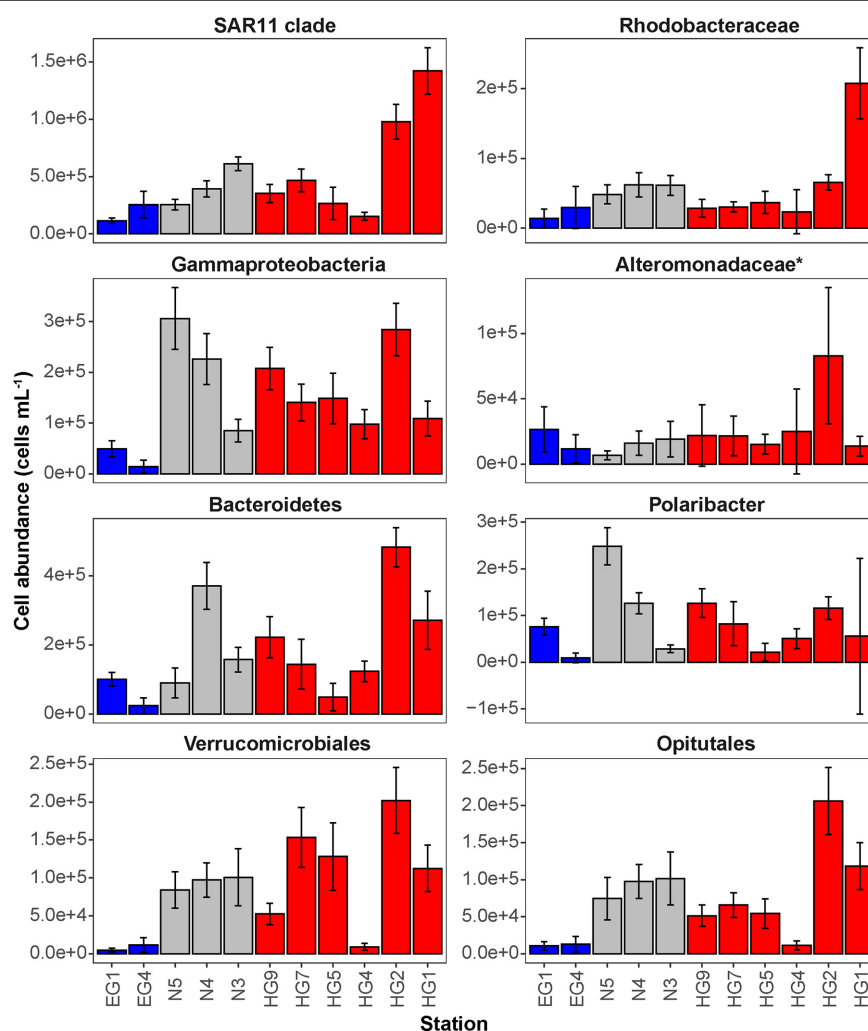 SAR11 clade
Rhodobacteraceae
1.5e+6
1.0e+6
5.0e+5
0.0e+0
2e+5
1e+5
0e+0
Gammaproteobacteria
Alteromonadaceae*
3e+5
2e+5
1e+5
0e+0
1e+5
5e+4
0e+0
Cell abundance (cells mL⁻¹)
Bacteroidetes
Polaribacter
4e+5
2e+5
0e+0
3e+5
2e+5
1e+5
0e+0
−1e+5
Verrucomicrobiales
Opitutales
2.5e+5
2.0e+5
1.5e+5
1.0e+5
5.0e+4
0.0e+0
2.5e+5
2.0e+5
1.5e+5
1.0e+5
5.0e+4
0.0e+0
EG1 EG4 N5 N4 N3 HG9 HG7 HG5 HG4 HG2 HG1
EG1 EG4 N5 N4 N3 HG9 HG7 HG5 HG4 HG2 HG1
Station